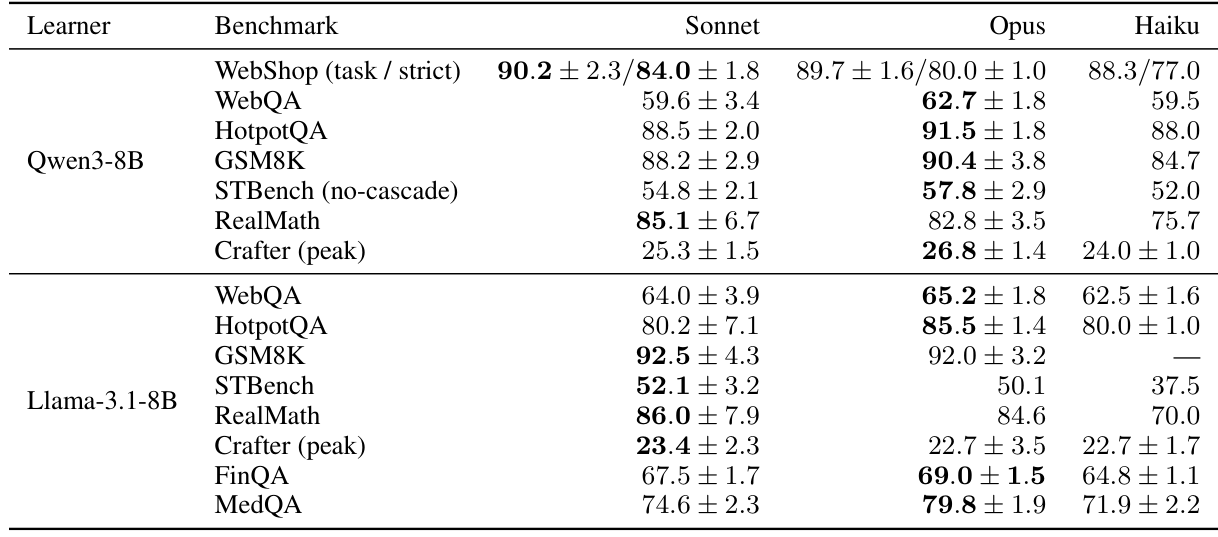 Learner Benchmark Sonnet Opus Haiku
WebShop (task / strict) 90.2 ± 2.3/84.0 ± 1.8 89.7 ± 1.6/80.0 ± 1.0 88.3/77.0
WebQA 59.6 ± 3.4 62.7 ± 1.8 59.5
HotpotQA 88.5 ± 2.0 91.5 ± 1.8 88.0
Qwen3-8B GSM8K 88.2 ± 2.9 90.4 ± 3.8 84.7
STBench (no-cascade) 54.8 ± 2.1 57.8 ± 2.9 52.0
RealMath 85.1 ± 6.7 82.8 ± 3.5 75.7
Crafter (peak) 25.3 ± 1.5 26.8 ± 1.4 24.0 ± 1.0
WebQA 64.0 ± 3.9 65.2 ± 1.8 62.5 ± 1.6
HotpotQA 80.2 ± 7.1 85.5 ± 1.4 80.0 ± 1.0
GSM8K 92.5 ± 4.3 92.0 ± 3.2 —
STBench 52.1 ± 3.2 50.1 37.5
Llama-3.1-8B
RealMath 86.0 ± 7.9 84.6 70.0
Crafter (peak) 23.4 ± 2.3 22.7 ± 3.5 22.7 ± 1.7
FinQA 67.5 ± 1.7 69.0 ± 1.5 64.8 ± 1.1
MedQA 74.6 ± 2.3 79.8 ± 1.9 71.9 ± 2.2